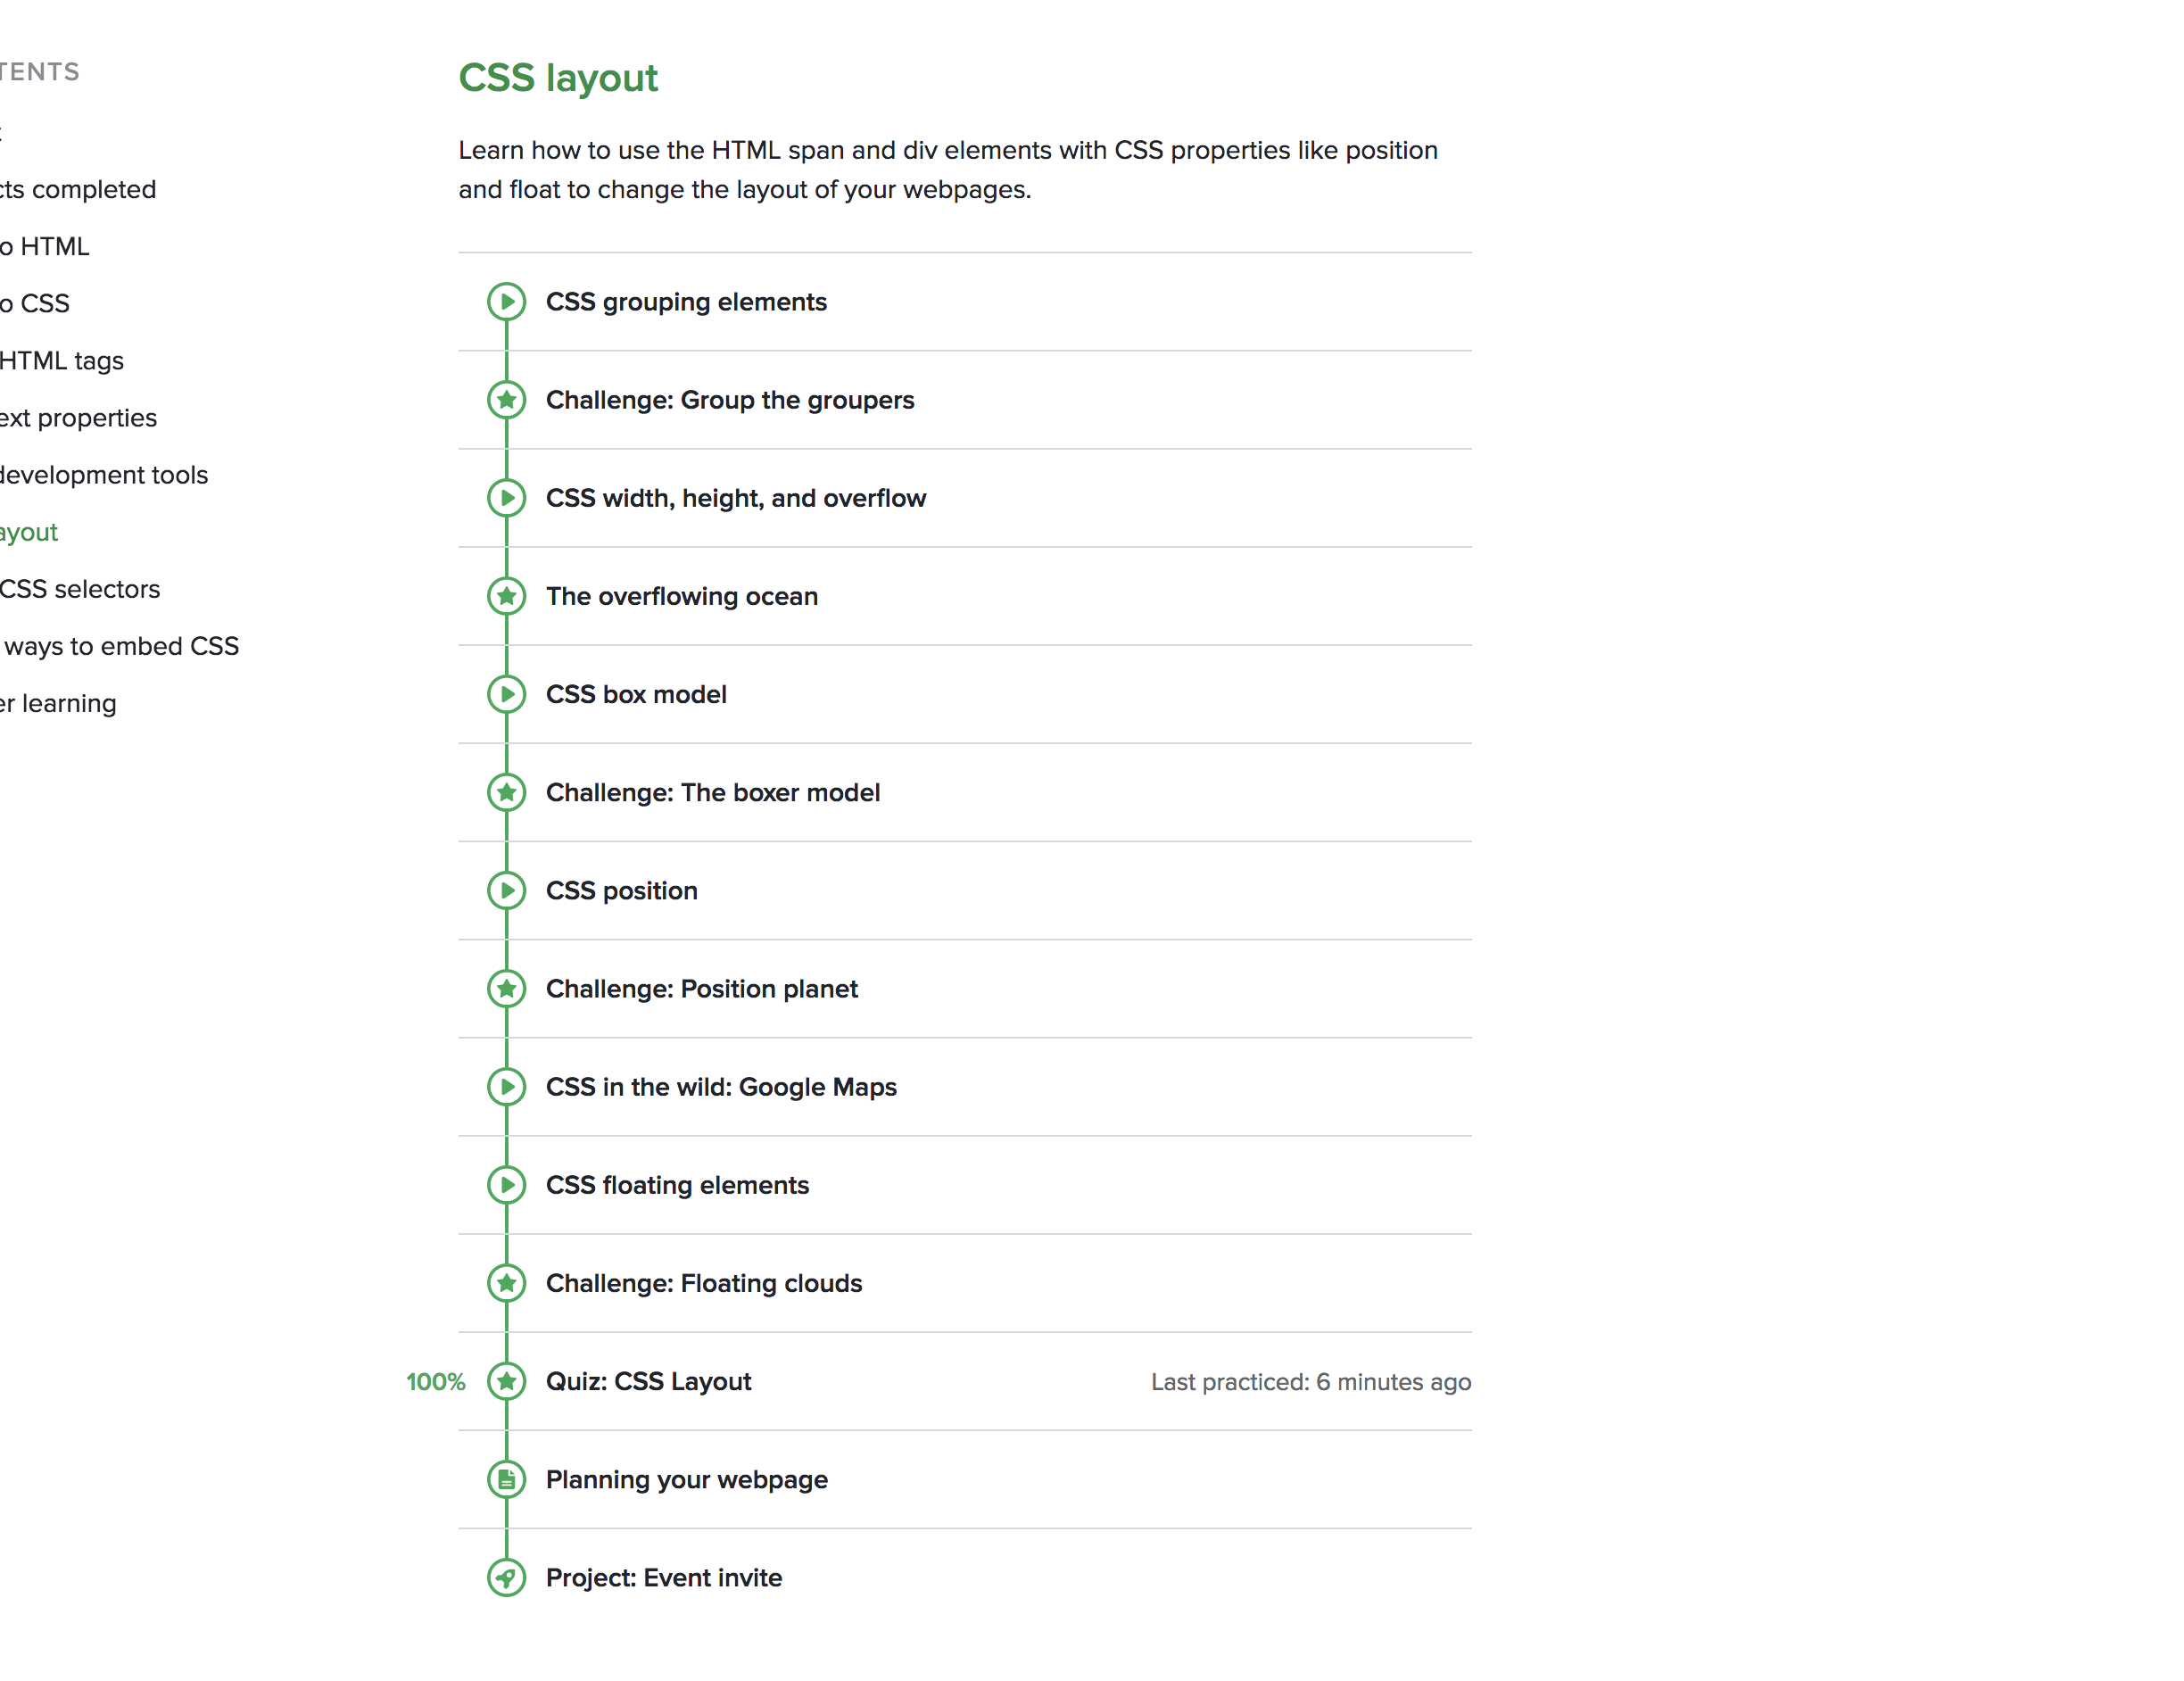 TENTS
cts completed
o HTML
o CSS
HTML tags
ext properties
development tools
ayout
CSS selectors
ways to embed CSS
er learning
CSS layout
Learn how to use the HTML span and div elements with CSS properties like position
and float to change the layout of your webpages.
CSS grouping elements
Challenge: Group the groupers
CSS width, height, and overflow
The overflowing ocean
CSS box model
Challenge: The boxer model
CSS position
Challenge: Position planet
CSS in the wild: Google Maps
CSS floating elements
Challenge: Floating clouds
100% Quiz: CSS Layout Last practiced: 6 minutes ago
Planning your webpage
Project: Event invite